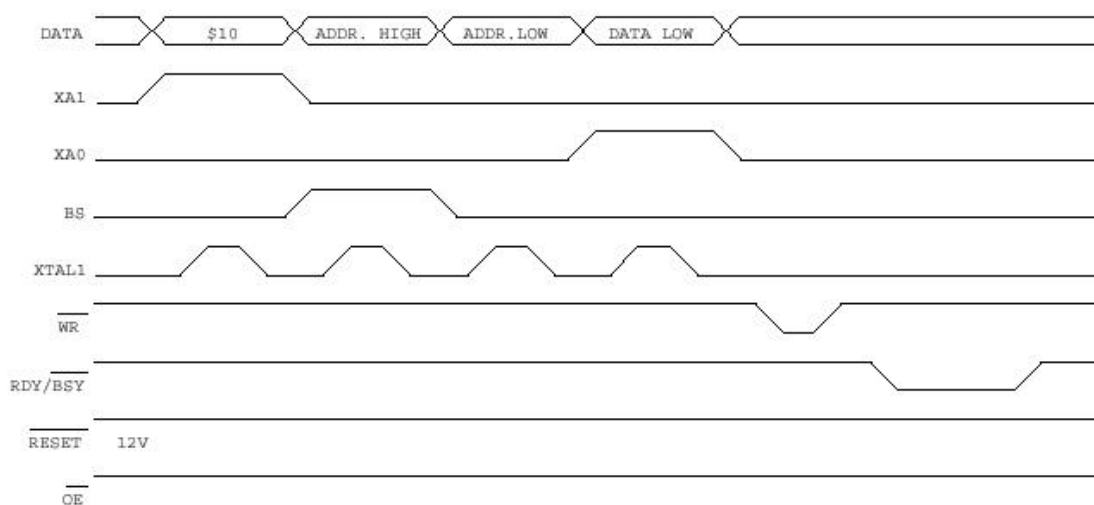 DATA $10 ADDR. HIGH ADDR.LOW DATA LOW
XA1
XA0
BS
XTAL1
WR
RDY/BSY
RESET 12V
OE